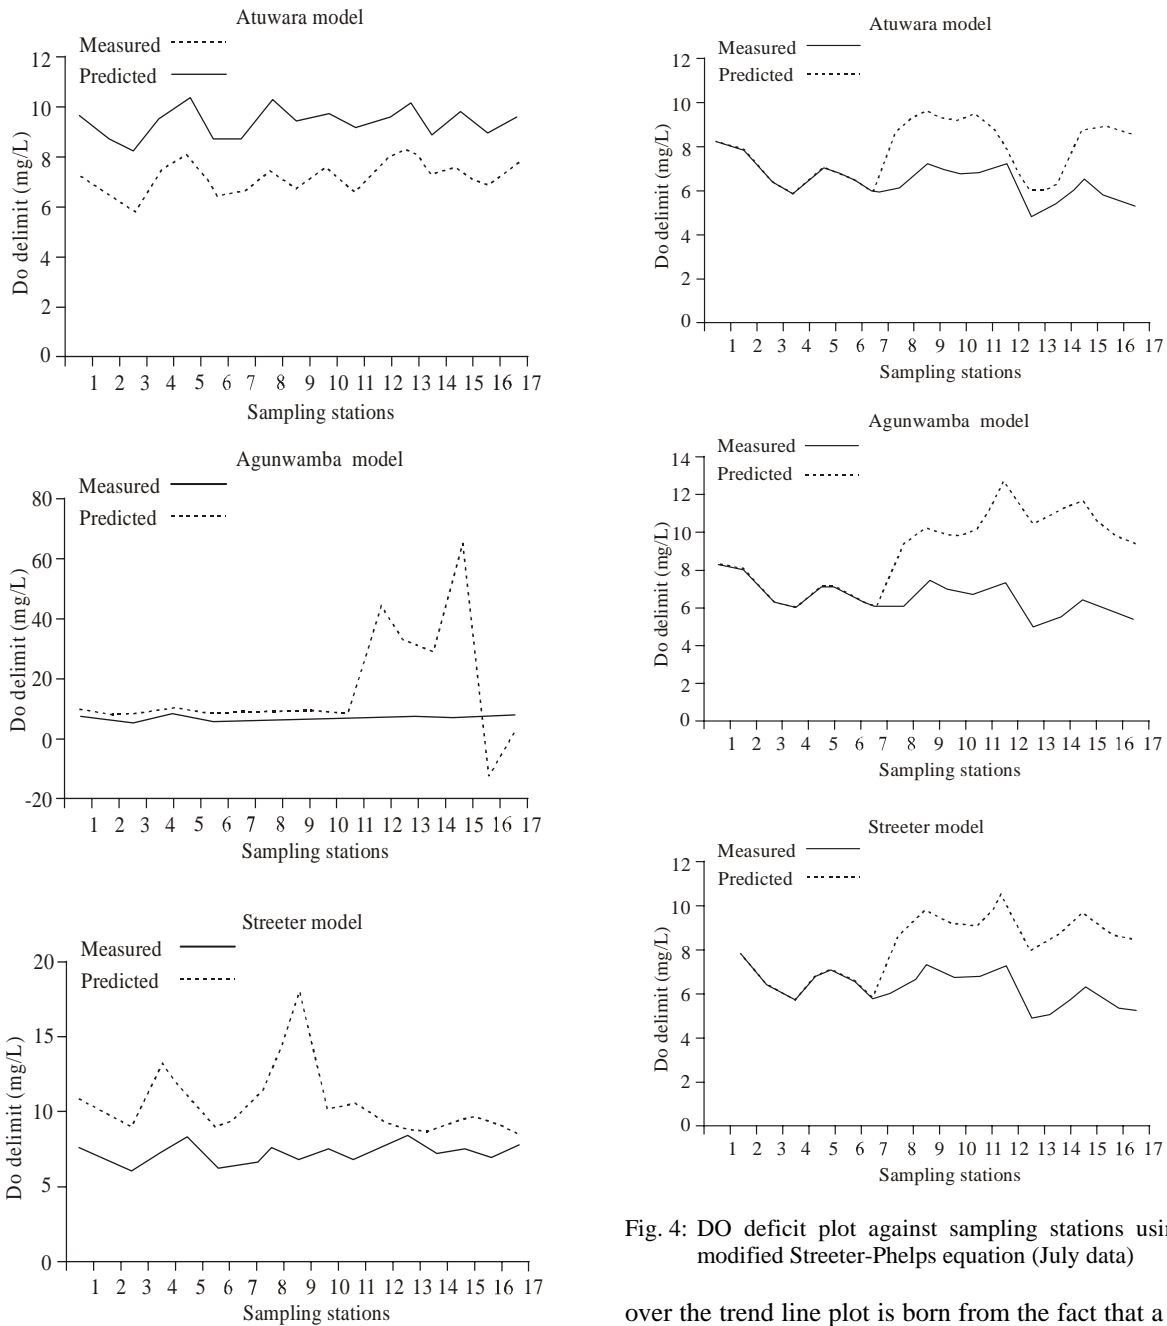 Atuwara model
Measured
Predicted
12
10
8
6
4
2
0
Do delimit (mg/L)
1 2 3 4 5 6 7 8 9 10 11 12 13 14 15 16 17
Sampling stations
Agunwamba model
Measured
Predicted
80
60
40
20
0
-20
Do delimit (mg/L)
1 2 3 4 5 6 7 8 9 10 11 12 13 14 15 16 17
Sampling stations
Streeter model
Measured
Predicted
20
15
10
5
0
Do delimit (mg/L)
1 2 3 4 5 6 7 8 9 10 11 12 13 14 15 16 17
Sampling stations
Atuwara model
Measured
Predicted
12
10
8
6
4
2
0
Do delimit (mg/L)
1 2 3 4 5 6 7 8 9 10 11 12 13 14 15 16 17
Sampling stations
Agunwamba model
Measured
Predicted
14
12
10
8
6
4
2
0
Do delimit (mg/L)
1 2 3 4 5 6 7 8 9 10 11 12 13 14 15 16 17
Sampling stations
Streeter model
Measured
Predicted
12
10
8
6
4
2
0
Do delimit (mg/L)
1 2 3 4 5 6 7 8 9 10 11 12 13 14 15 16 17
Sampling stations
Fig. 4: DO deficit plot against sampling stations usin
modified Streeter-Phelps equation (July data)
over the trend line plot is born from the fact that a